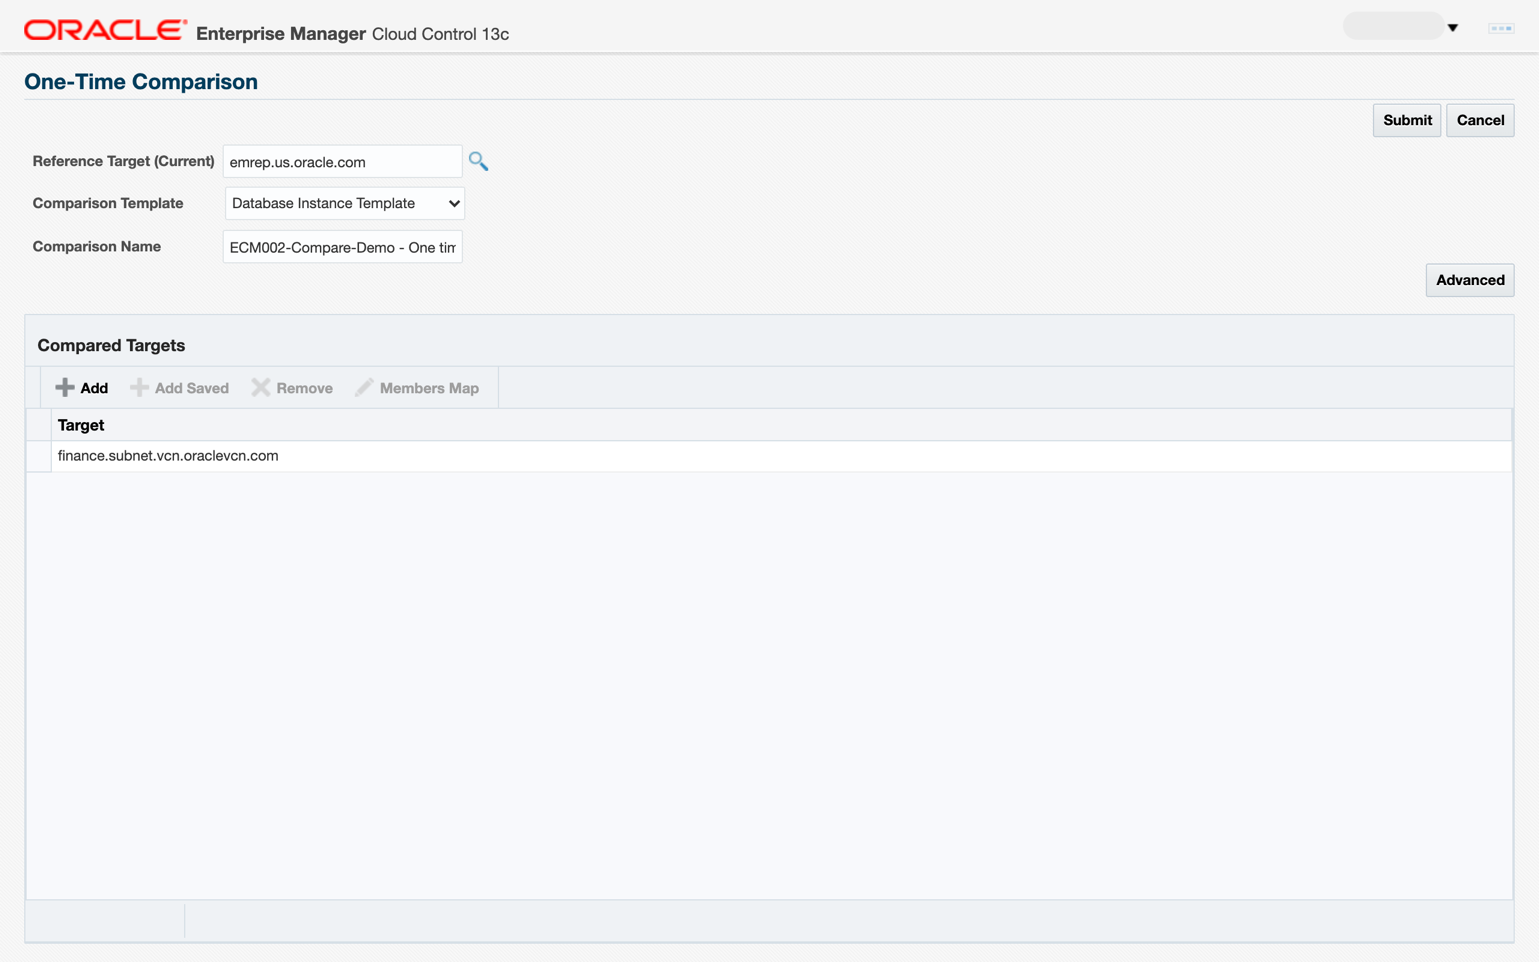 ORACLE® Enterprise Manager Cloud Control 13c
One-Time Comparison
Submit Cancel
Reference Target (Current) emrep.us.oracle.com
Comparison Template Database Instance Template
Comparison Name ECM002-Compare-Demo - One tim
Advanced
Compared Targets
Add Add Saved Remove Members Map
Target
finance.subnet.vcn.oraclevcn.com